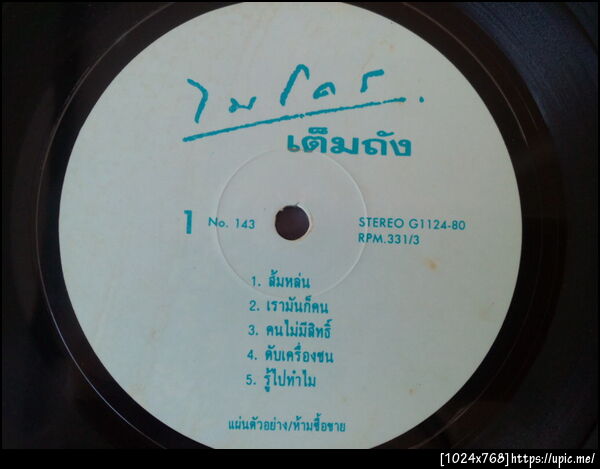 ไมโคร
เต็มถัง
1 No. 143 STEREO G1124-80
RPM.331/3
1. ส้มหล่น
2. เรามันก็คน
3. คนไม่มีสิทธิ์
4. ดับเครื่องชน
5. รู้ไปทำไม
แผ่นตัวอย่าง/ห้ามซื้อขาย
[1024x768]https://upic.me/